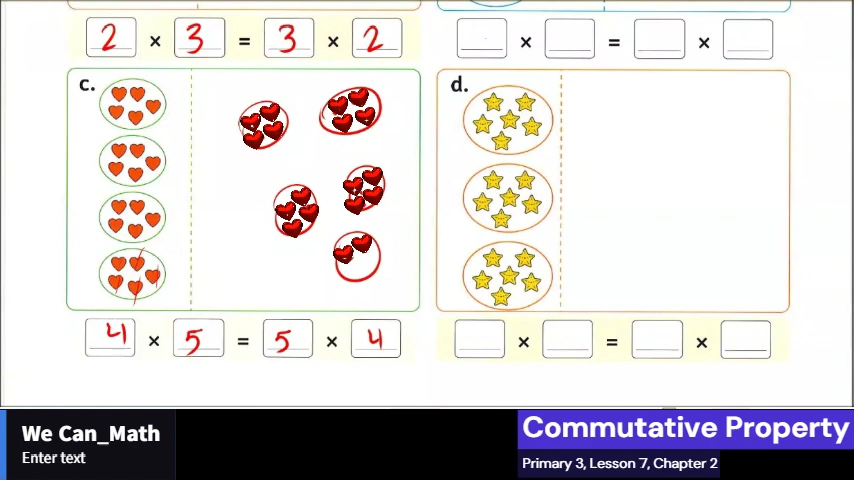 2 × 3 = 3 × 2
× = ×
c.
d.
4 × 5 = 5 × 4
× = ×
We Can_Math
Enter text
Commutative Property
Primary 3, Lesson 7, Chapter 2